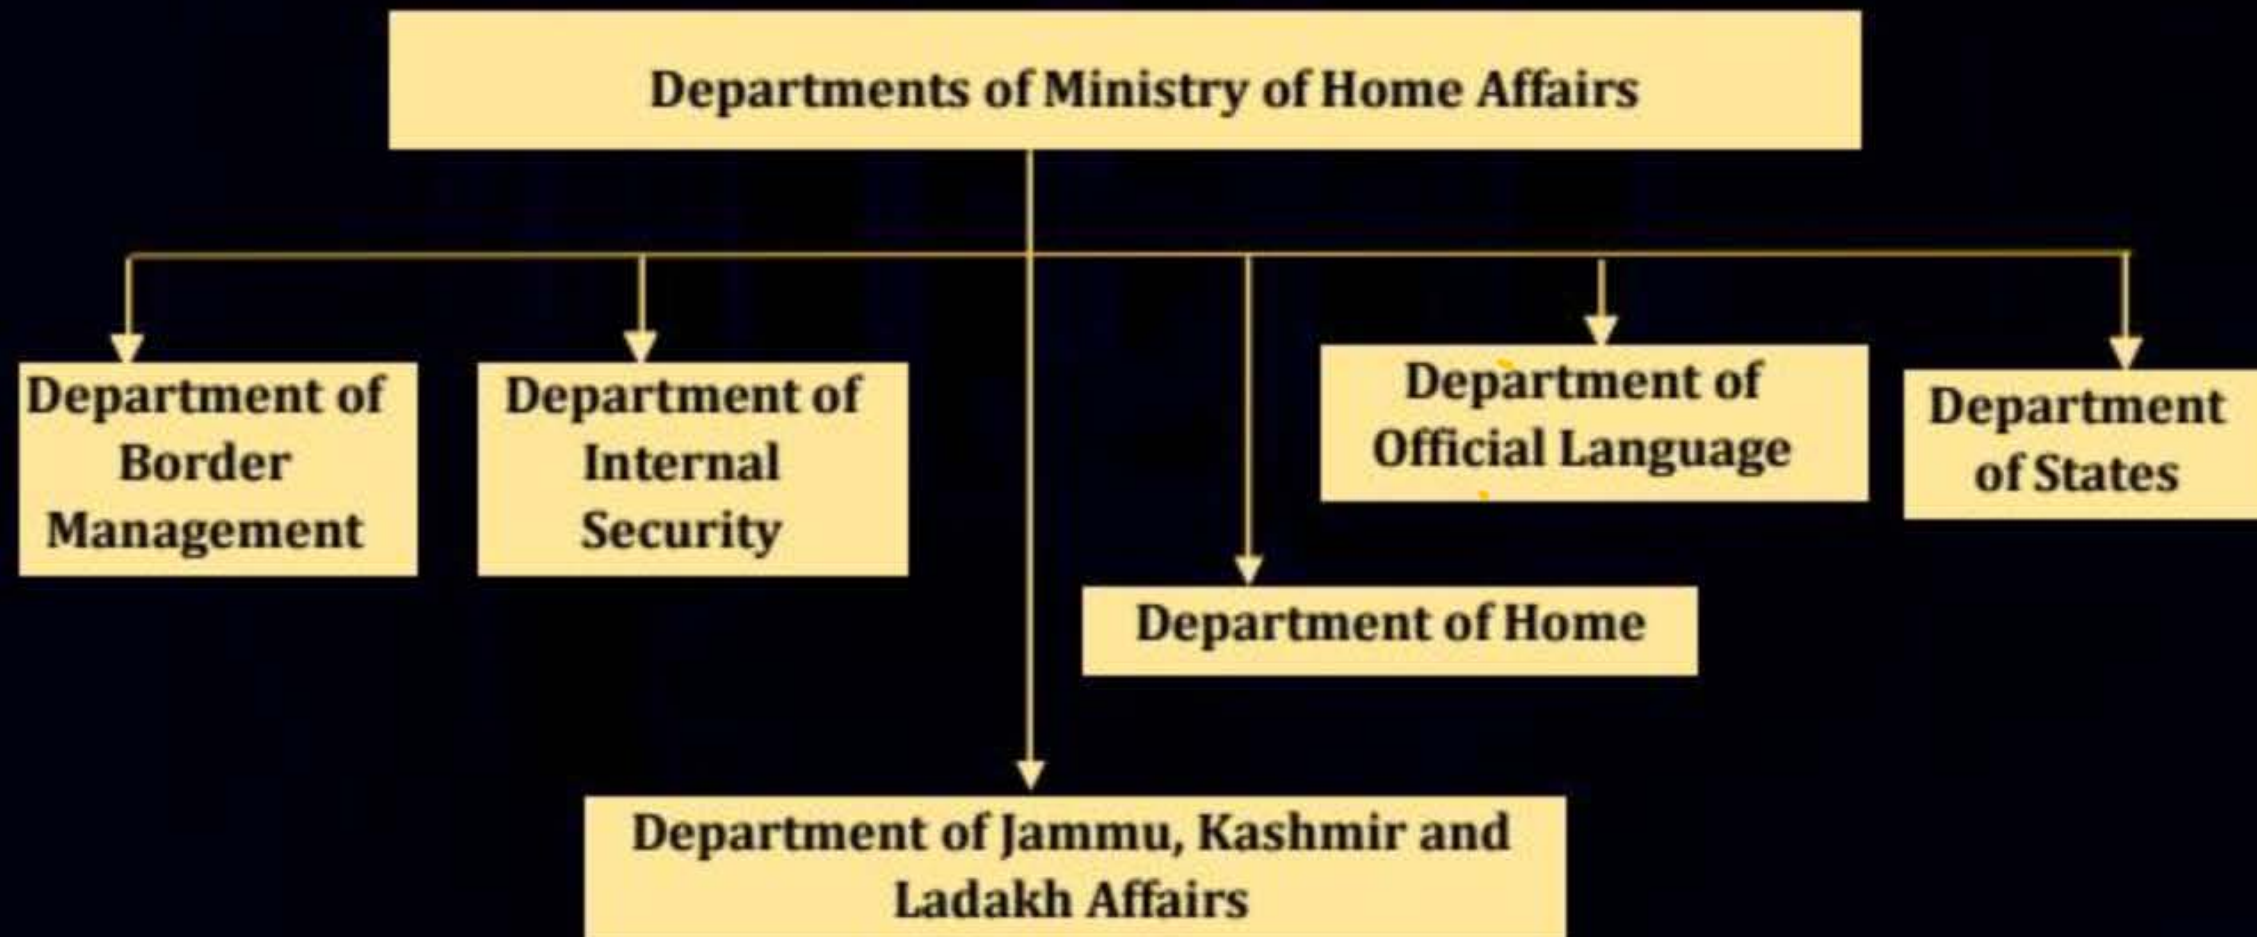 Departments of Ministry of Home Affairs
Department of
Border
Management
Department of
Internal
Security
Department of
Official Language
Department
of States
Department of Home
Department of Jammu, Kashmir and
Ladakh Affairs